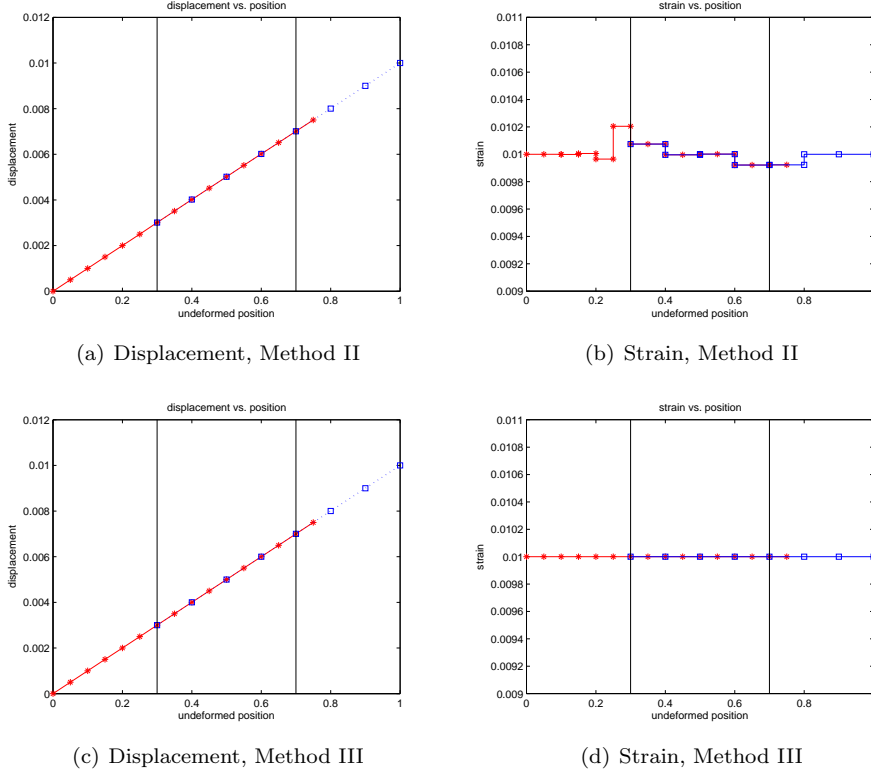 displacement vs. position
0.012
0.01
0.008
0.006
0.004
0.002
0
displacement
0 0.2 0.4 0.6 0.8 1
undeformed position
(a) Displacement, Method II
strain vs. position
0.011
0.0108
0.0106
0.0104
0.0102
0.01
0.0098
0.0096
0.0094
0.0092
0.009
strain
0 0.2 0.4 0.6 0.8
undeformed position
(b) Strain, Method II
displacement vs. position
0.012
0.01
0.008
0.006
0.004
0.002
0
displacement
0 0.2 0.4 0.6 0.8 1
undeformed position
(c) Displacement, Method III
strain vs. position
0.011
0.0108
0.0106
0.0104
0.0102
0.01
0.0098
0.0096
0.0094
0.0092
0.009
strain
0 0.2 0.4 0.6 0.8
undeformed position
(d) Strain, Method III